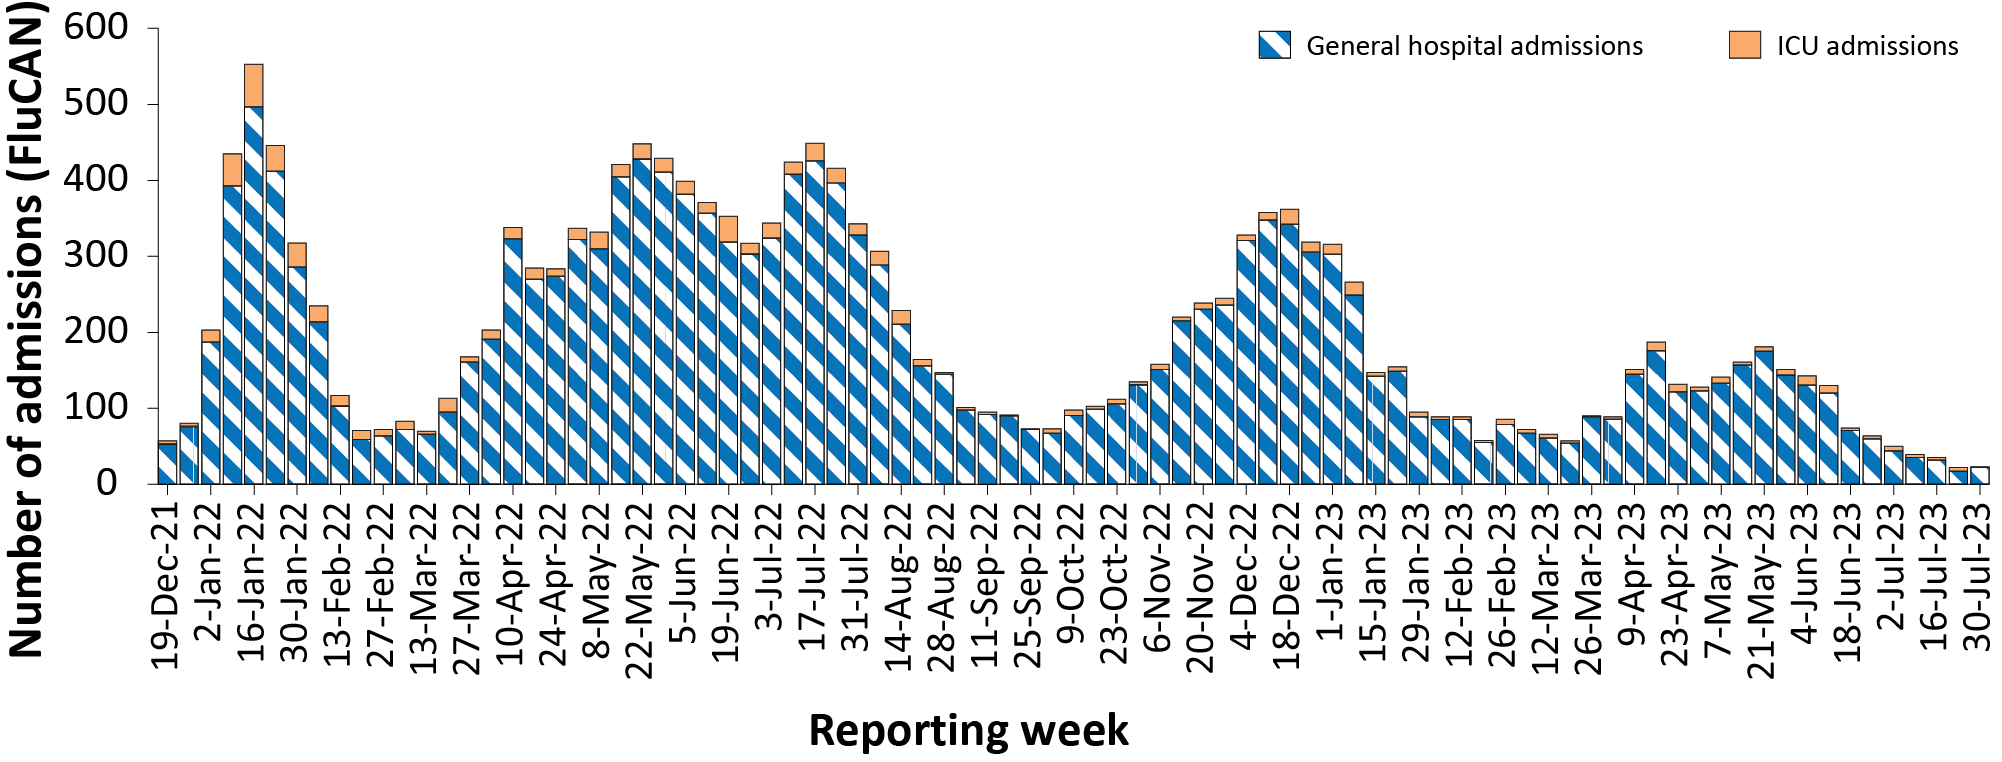 Number of admissions (FluCAN)
600
500
400
300
200
100
0
General hospital admissions
ICU admissions
19-Dec-21
2-Jan-22
16-Jan-22
30-Jan-22
13-Feb-22
27-Feb-22
13-Mar-22
27-Mar-22
10-Apr-22
24-Apr-22
8-May-22
22-May-22
5-Jun-22
19-Jun-22
3-Jul-22
17-Jul-22
31-Jul-22
14-Aug-22
28-Aug-22
11-Sep-22
25-Sep-22
9-Oct-22
23-Oct-22
6-Nov-22
20-Nov-22
4-Dec-22
18-Dec-22
1-Jan-23
15-Jan-23
29-Jan-23
12-Feb-23
26-Feb-23
12-Mar-23
26-Mar-23
9-Apr-23
23-Apr-23
7-May-23
21-May-23
4-Jun-23
18-Jun-23
2-Jul-23
16-Jul-23
30-Jul-23
Reporting week